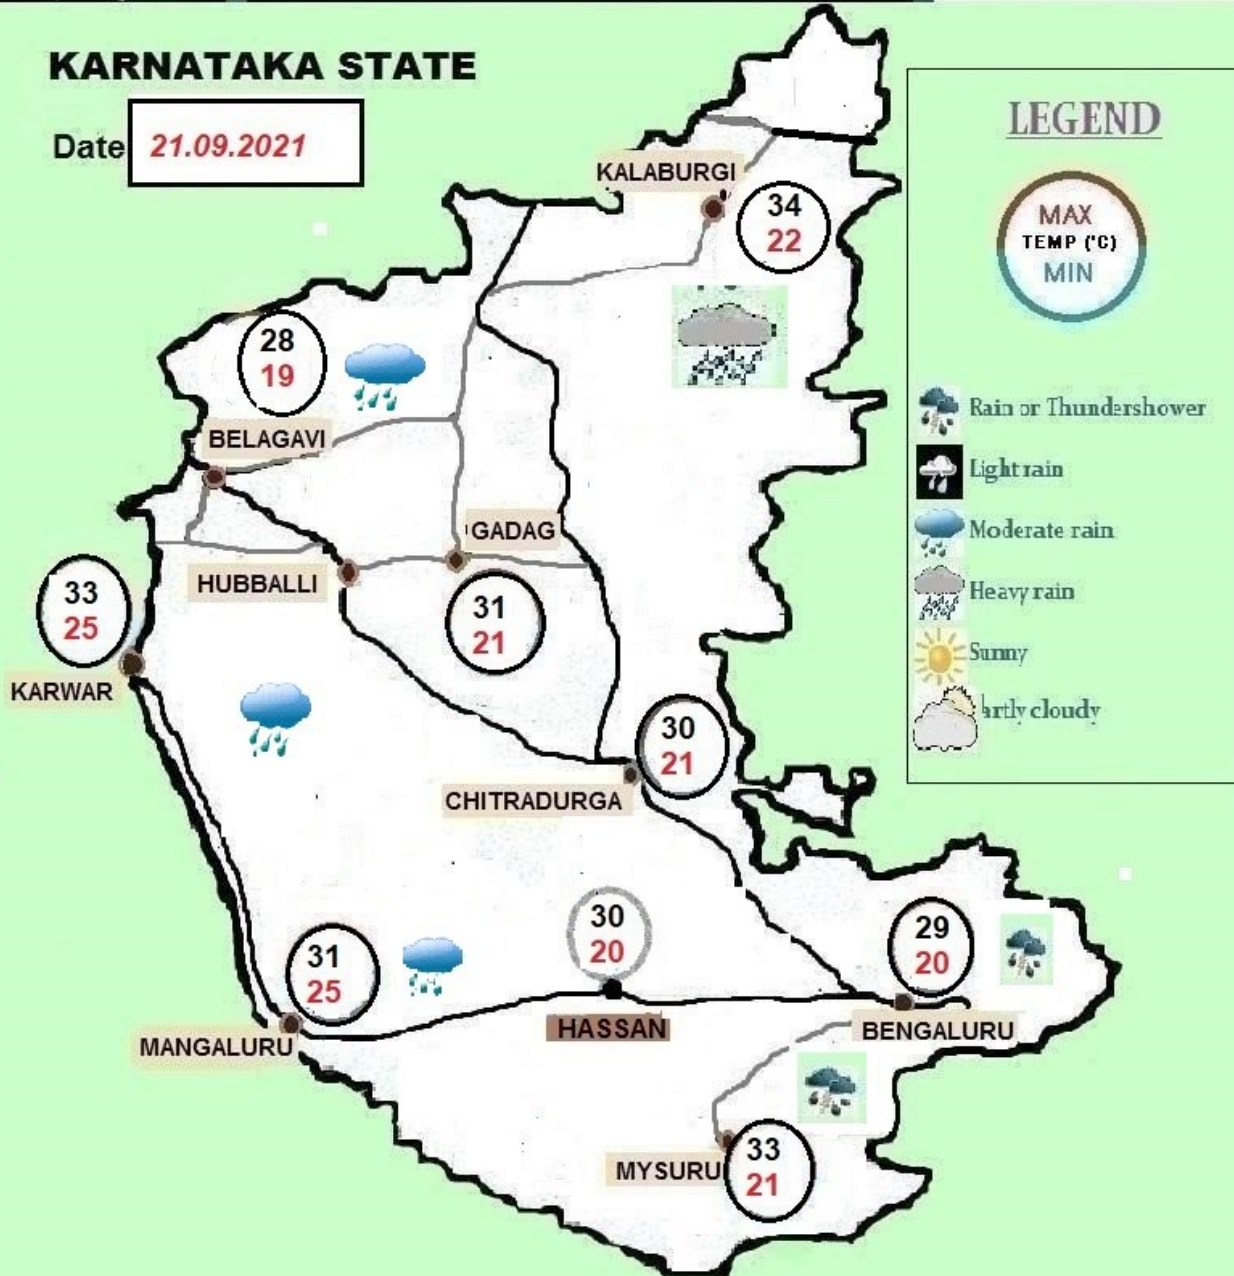 KARNATAKA STATE
Date 21.09.2021
LEGEND
MAX
TEMP (°C)
MIN
Rain or Thundershower
Light rain
Moderate rain
Heavy rain
Sunny
artly cloudy
KALABURGI
34
22
28
19
BELAGAVI
GADAG
HUBBALLI
31
21
33
25
KARWAR
30
21
CHITRADURGA
30
20
HASSAN
29
20
BENGALURU
31
25
MANGALURU
MYSURU
33
21